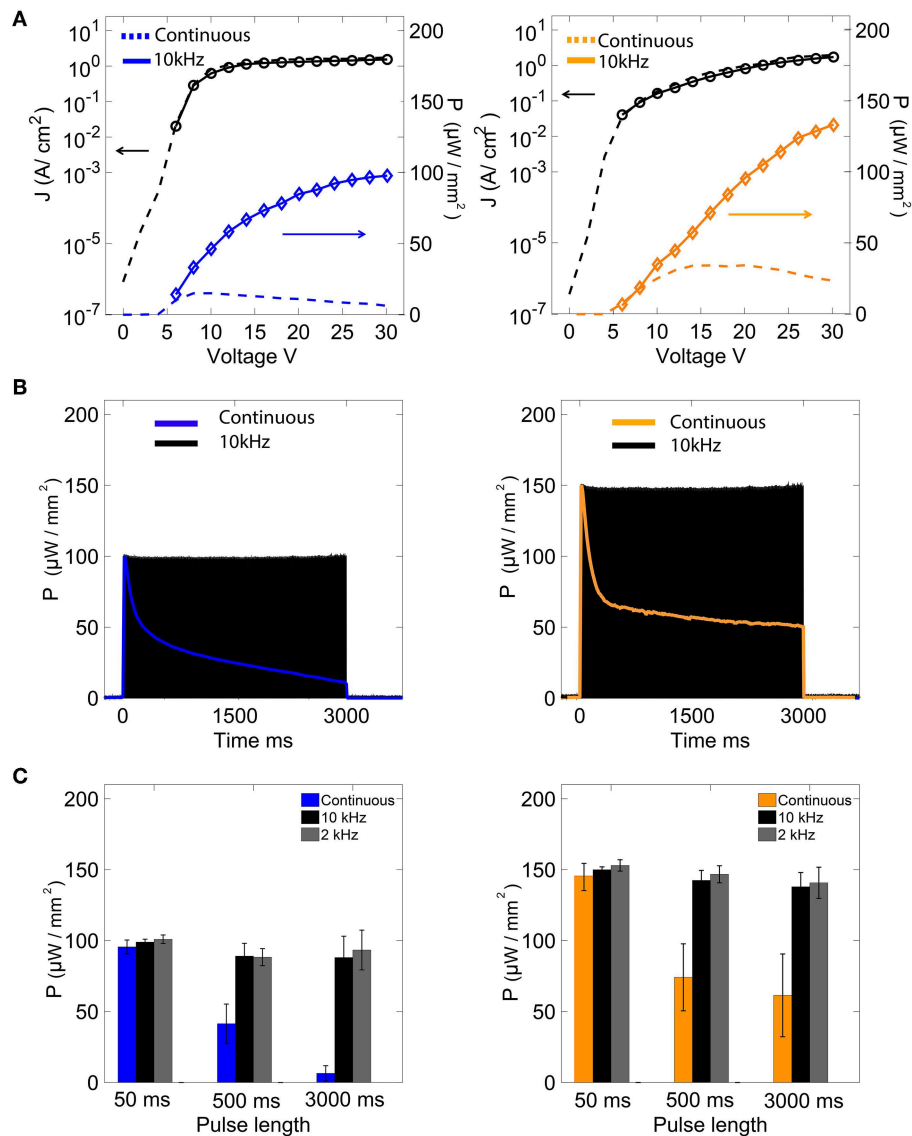 A
Continuous
10kHz
10¹
10⁰
10⁻¹
10⁻²
10⁻³
10⁻⁵
10⁻⁶
10⁻⁷
J (A/ cm²)
200
150
100
50
0
P (µW / mm²)
0 5 10 15 20 25 30
Voltage V
Continuous
10kHz
10¹
10⁰
10⁻¹
10⁻²
10⁻³
10⁻⁵
10⁻⁶
10⁻⁷
J (A/ cm²)
200
150
100
50
0
P (µW / mm²)
0 5 10 15 20 25 30
Voltage V
B
Continuous
10kHz
200
150
100
50
0
P (µW / mm²)
0 1500 3000
Time ms
Continuous
10kHz
200
150
100
50
0
P (µW / mm²)
0 1500 3000
Time ms
C
Continuous
10 kHz
2 kHz
200
150
100
50
0
P (µW / mm²)
50 ms 500 ms 3000 ms
Pulse length
Continuous
10 kHz
2 kHz
200
150
100
50
0
P (µW / mm²)
50 ms 500 ms 3000 ms
Pulse length